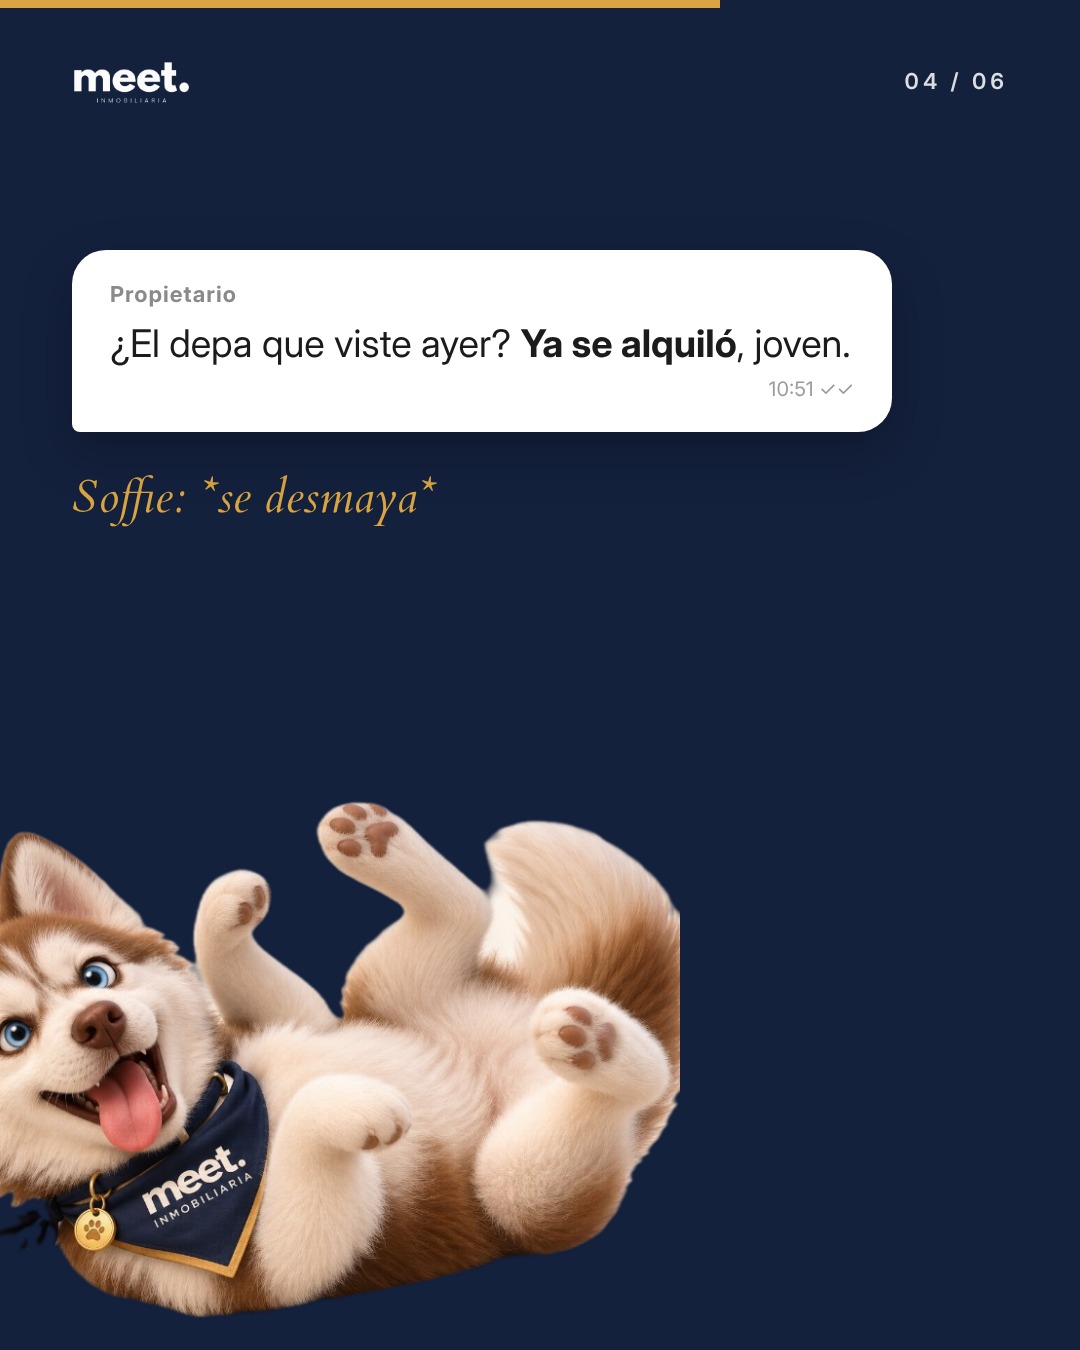 meet.
INMOBILIARIA
04 / 06
Propietario
¿El depa que viste ayer? Ya se alquiló, joven.
10:51
Soffie: *se desmaya*
meet.
INMOBILIARIA